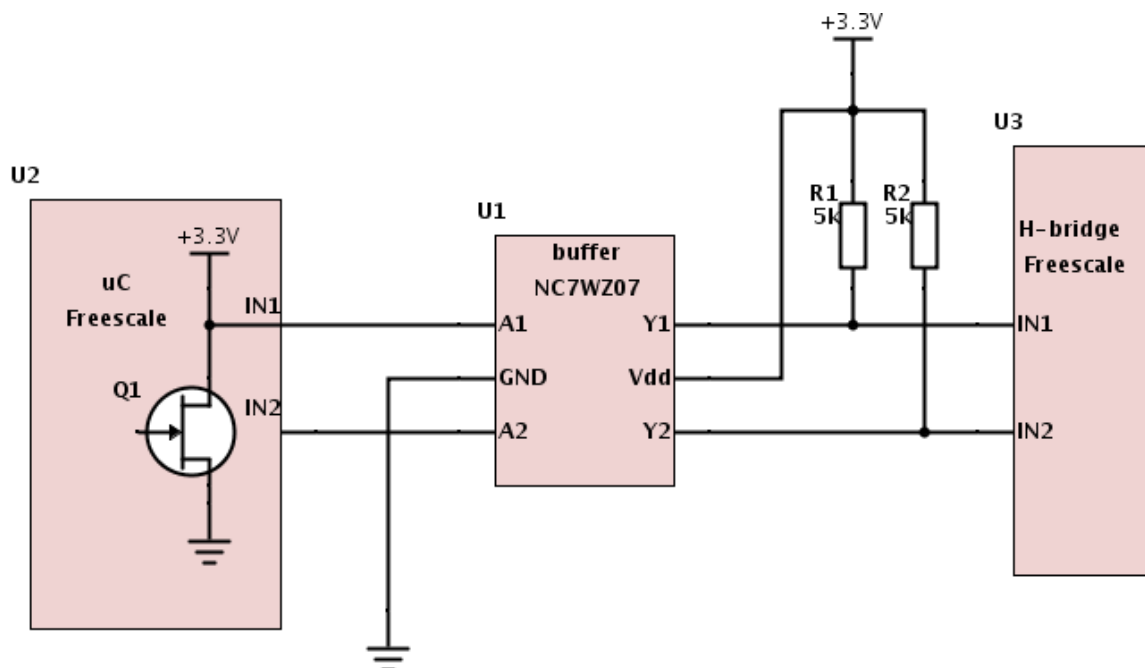 +3.3V
U3
U2
R1
5k
R2
5k
U1
+3.3V
H-bridge
Freescale
buffer
NC7WZ07
uC
Freescale
IN1
A1
Y1
IN1
GND
Vdd
Q1
IN2
A2
Y2
IN2